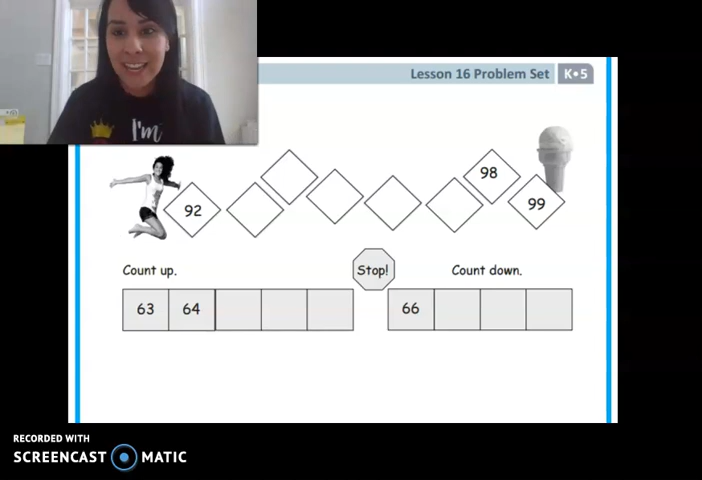 I'm
Lesson 16 Problem Set K•5
98
92 99
Count up. Stop! Count down.
63 64 66
RECORDED WITH
SCREENCAST MATIC